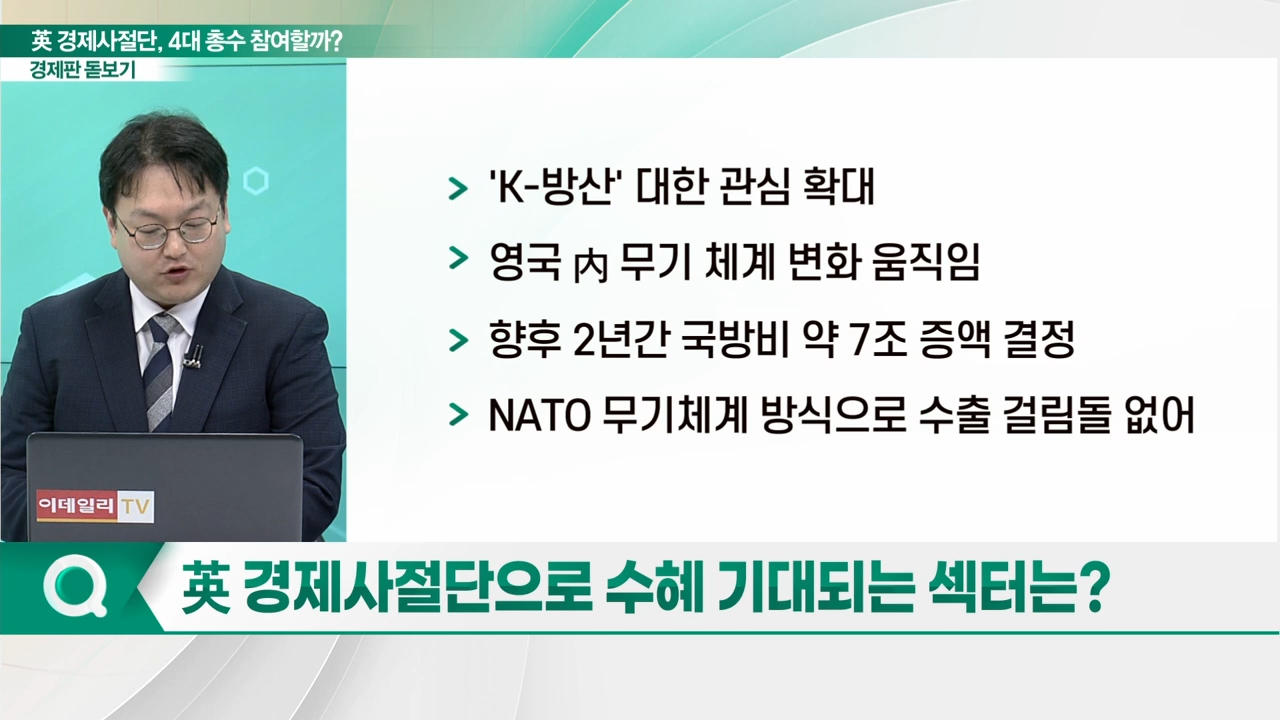 英 경제사절단, 4대 총수 참여할까?
경제판 돋보기
'K-방산' 대한 관심 확대
영국 內 무기 체계 변화 움직임
향후 2년간 국방비 약 7조 증액 결정
NATO 무기체계 방식으로 수출 걸림돌 없어
이데일리 TV
英 경제사절단으로 수혜 기대되는 섹터는?